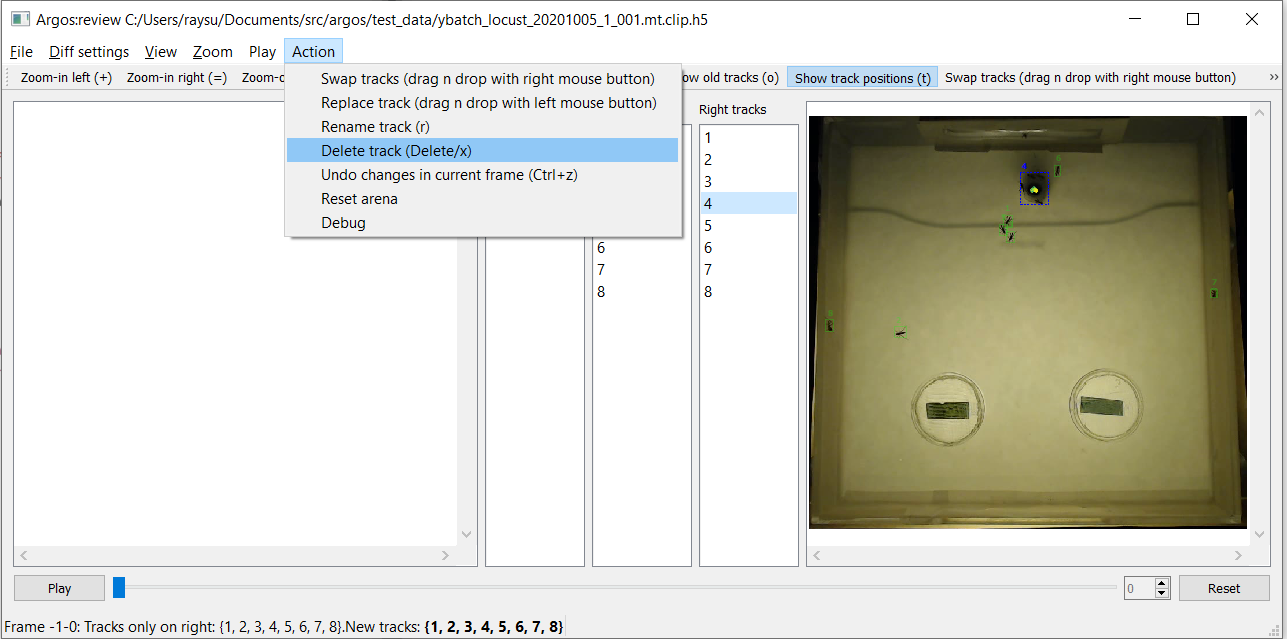 Argos:review C:/Users/raysu/Documents/src/argos/test_data/ybatch_locust_20201005_1_001.mt.clip.h5
File Diff settings View Zoom Play Action
Zoom-in left (+) Zoom-in right (=) old tracks (o) Show track positions (t) Swap tracks (drag n drop with right mouse button) »
Swap tracks (drag n drop with right mouse button)
Replace track (drag n drop with left mouse button)
Rename track (r)
Delete track (Delete/x)
Undo changes in current frame (Ctrl+z)
Reset arena
Debug
6
7
8
Right tracks
1
2
3
4
5
6
7
8
4
Play
0
Reset
Frame -1-0: Tracks only on right: {1, 2, 3, 4, 5, 6, 7, 8}.New tracks: {1, 2, 3, 4, 5, 6, 7, 8}